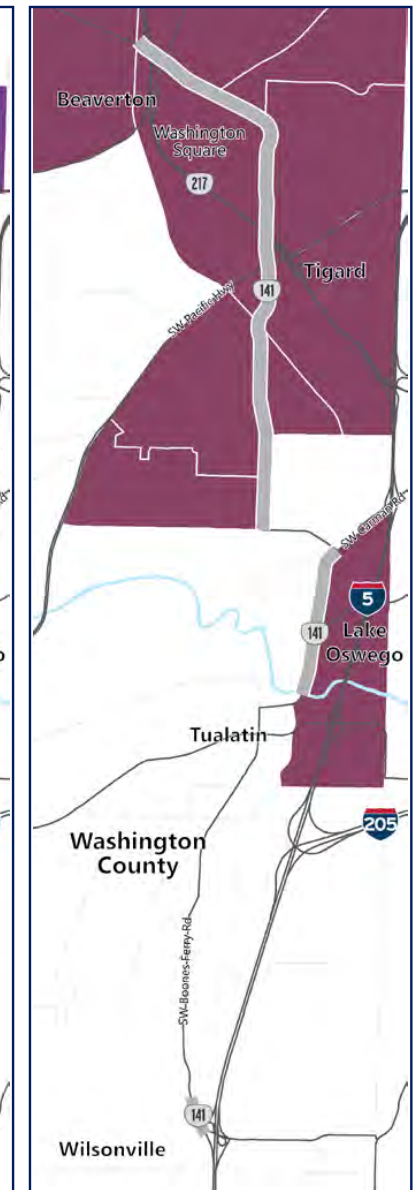 Beaverton
Washington
Square
217
Tigard
141
SW-Pacific-Hwy
SW-Carman-Rd
5
141
Lake
Oswego
Tualatin
205
Washington
County
SW-Boones-Ferry-Rd
141
Wilsonville